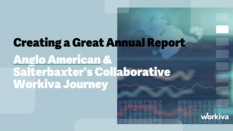 Creating a Great Annual Report
Anglo American &
Salterbaxter's Collaborative
Workiva Journey
workiva